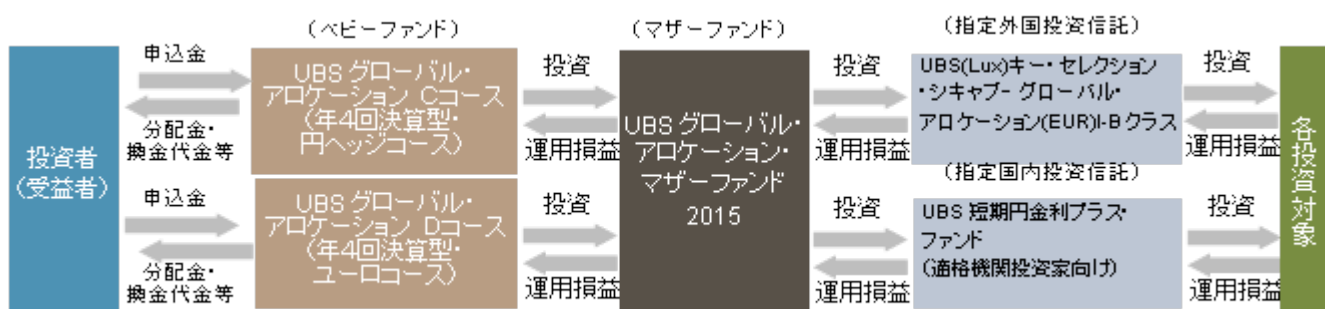 (ベビーファンド)
(マザーファンド)
(指定外国投資信託)
申込金
分配金・
換金代金等
UBS グローバル・
アロケーション Cコース
(年4回決算型・
円ヘッジコース)
投資
運用損益
投資
運用損益
UBS(Lux)キー・セレクション
・シキャブ- グローバル・
アロケーション(EUR)I-B クラス
投資
運用損益
投資者
(受益者)
UBS グローバル・
アロケーション・
マザーファンド
2015
各投資対象
(指定国内投資信託)
申込金
分配金・
換金代金等
UBS グローバル・
アロケーション Dコース
(年4回決算型・
ユーロコース)
投資
運用損益
投資
運用損益
UBS 短期円金利プラス・
ファンド
(適格機関投資家向け)
投資
運用損益